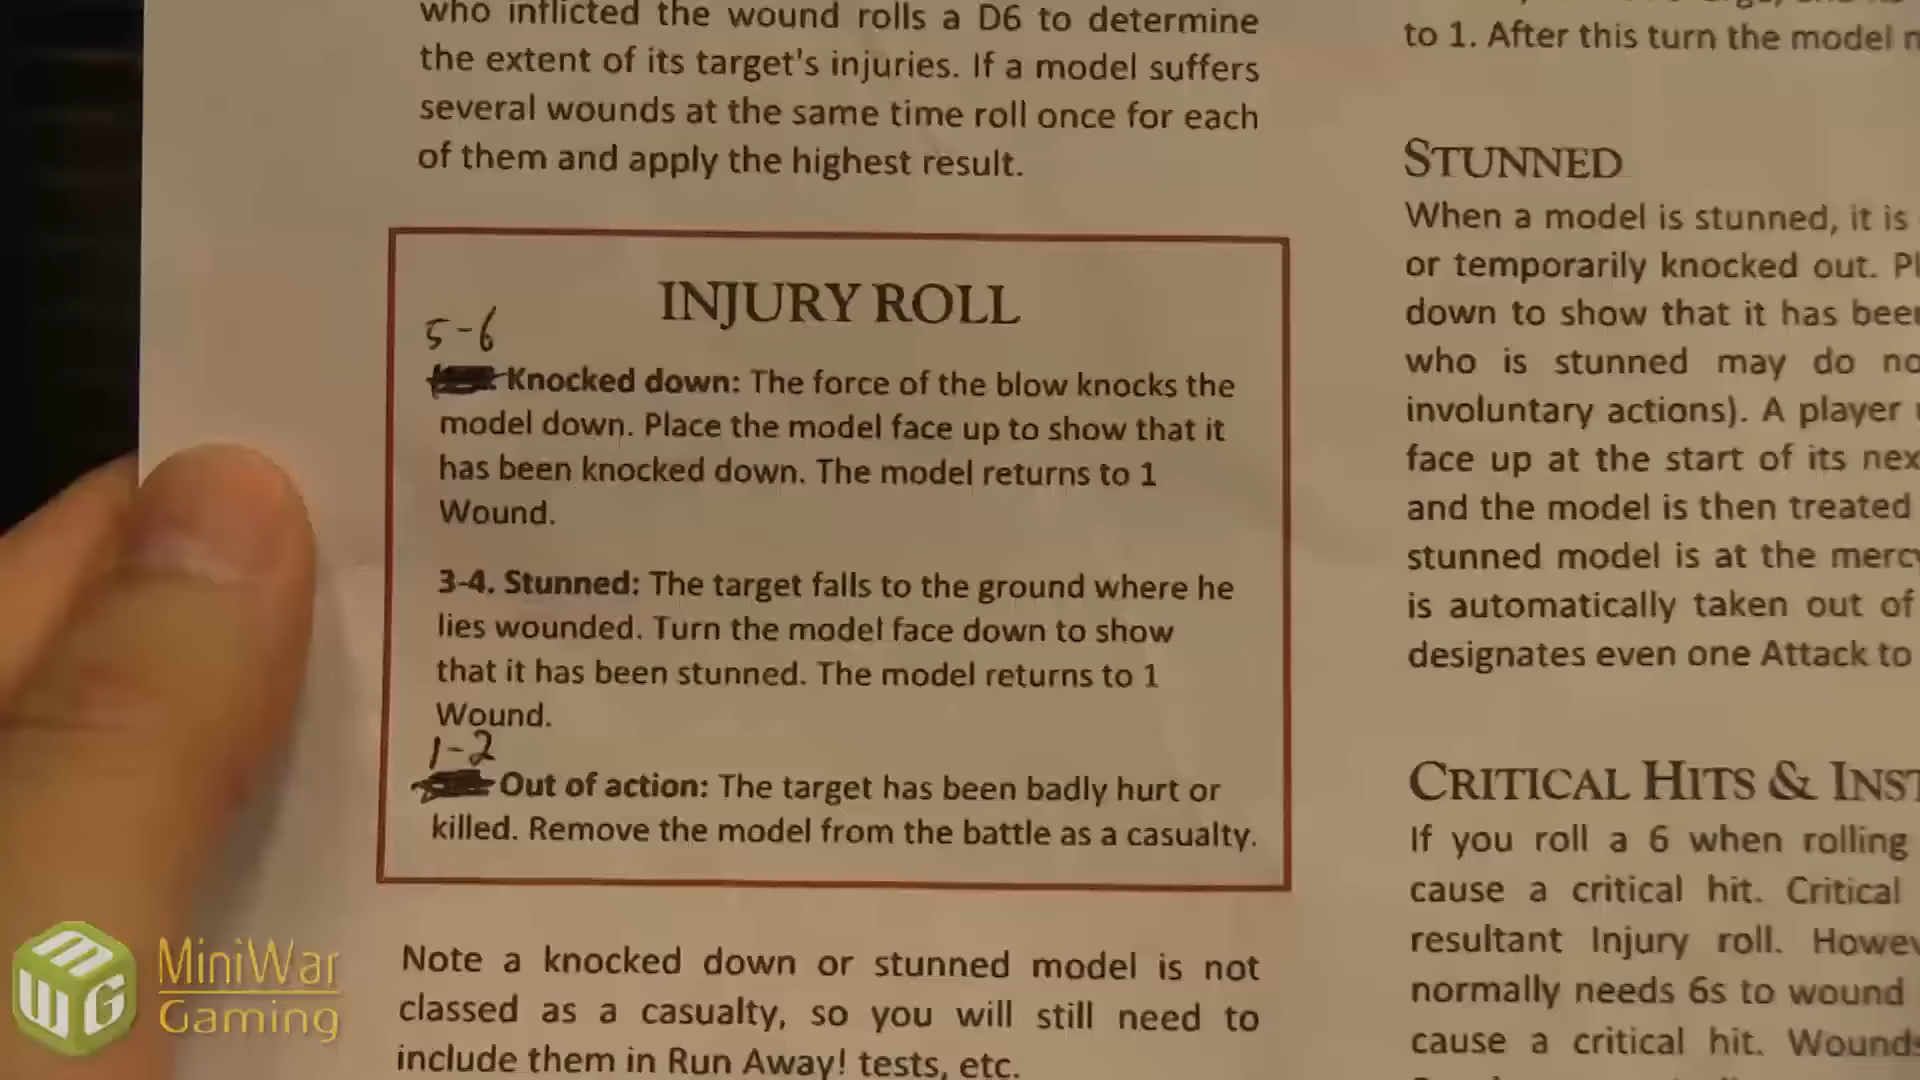 who inflicted the wound rolls a D6 to determine
the extent of its target's injuries. If a model suffers
several wounds at the same time roll once for each
of them and apply the highest result.
INJURY ROLL
5-6
Knocked down: The force of the blow knocks the
model down. Place the model face up to show that it
has been knocked down. The model returns to 1
Wound.
3-4. Stunned: The target falls to the ground where he
lies wounded. Turn the model face down to show
that it has been stunned. The model returns to 1
Wound.
1-2
Out of action: The target has been badly hurt or
killed. Remove the model from the battle as a casualty.
Note a knocked down or stunned model is not
classed as a casualty, so you will still need to
include them in Run Away! tests, etc.
to 1. After this turn the model
STUNNED
When a model is stunned, it is
or temporarily knocked out.
down to show that it has
who is stunned may do
involuntary actions). A player
face up at the start of its
and the model is then treated
stunned model is at the
is automatically taken out of
designates even one Attack to
CRITICAL HITS &
If you roll a 6 when rolling
cause a critical hit. Critical
resultant Injury roll.
normally needs 6s to wound
cause a critical hit.
MWG
MiniWar
Gaming